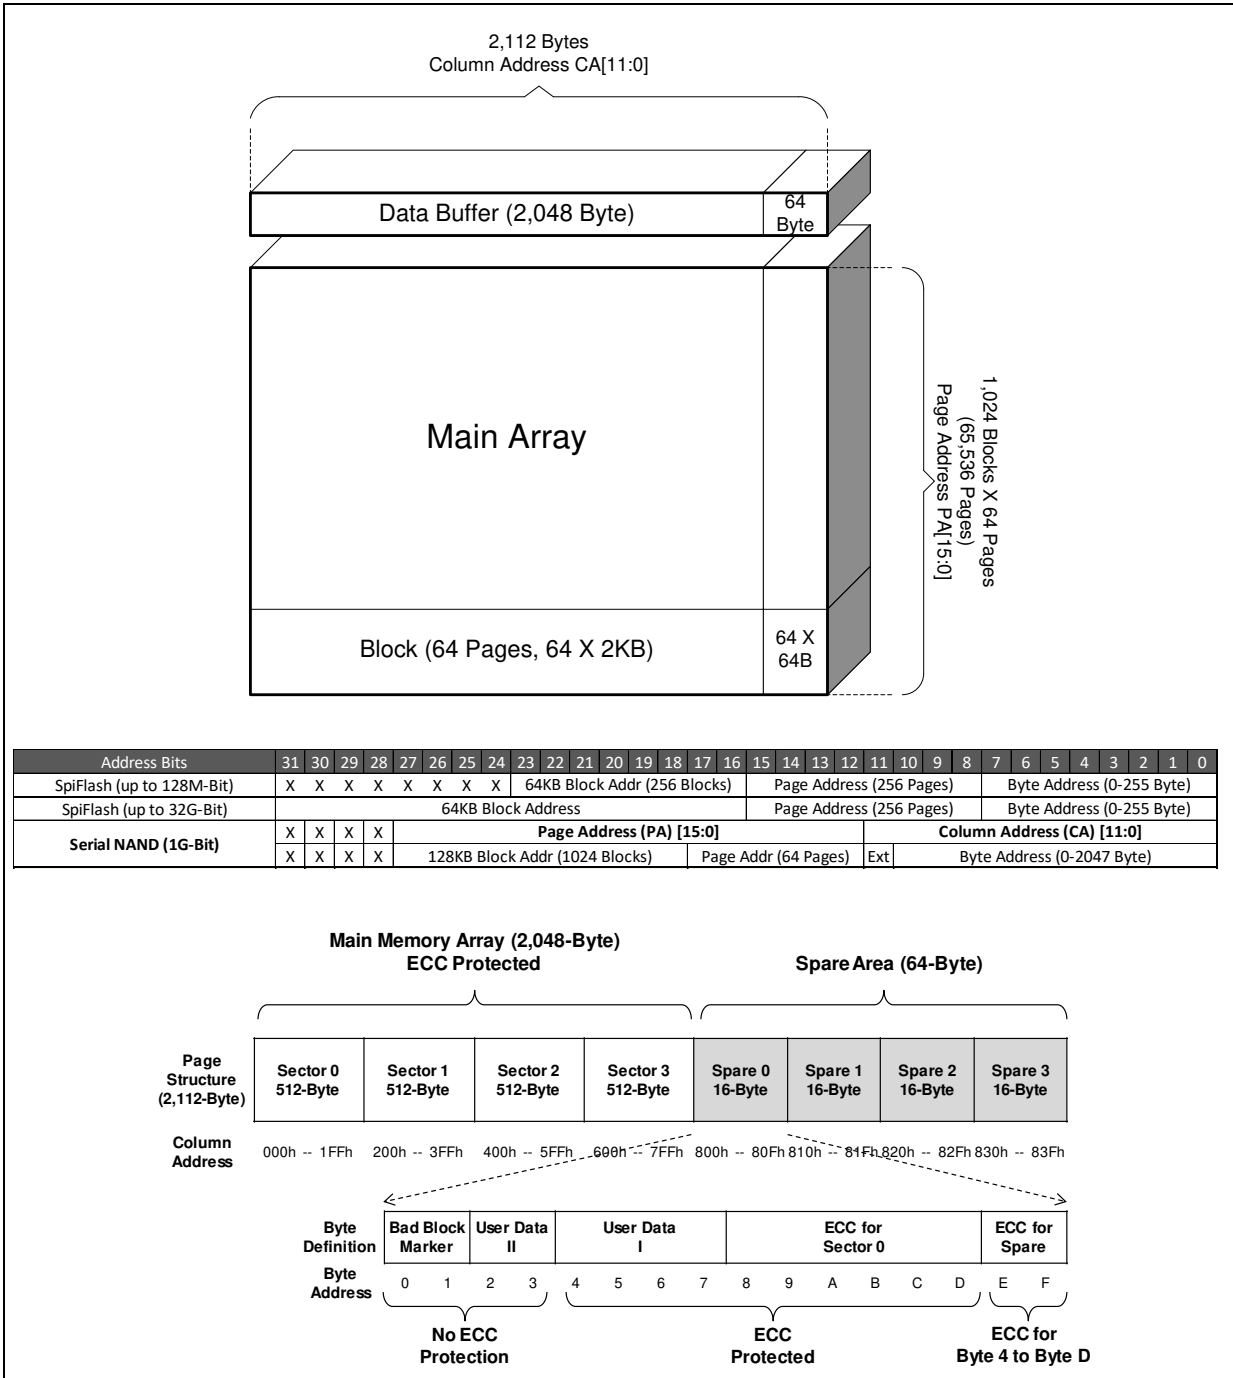 2,112 Bytes
Column Address CA[11:0]
Data Buffer (2,048 Byte)
64
Byte
Main Array
1,024 Blocks X 64 Pages
(65,536 Pages)
Page Address PA[15:0]
Block (64 Pages, 64 X 2KB)
64 X
64B
Address Bits 31 30 29 28 27 26 25 24 23 22 21 20 19 18 17 16 15 14 13 12 11 10 9 8 7 6 5 4 3 2 1 0
SpiFlash (up to 128M-Bit) X X X X X X X X 64KB Block Addr (256 Blocks) Page Address (256 Pages) Byte Address (0-255 Byte)
SpiFlash (up to 32G-Bit) 64KB Block Address Page Address (256 Pages) Byte Address (0-255 Byte)
Serial NAND (1G-Bit) X X X X Page Address (PA) [15:0] Column Address (CA) [11:0]
X X X X 128KB Block Addr (1024 Blocks) Page Addr (64 Pages) Ext Byte Address (0-2047 Byte)
Main Memory Array (2,048-Byte)
ECC Protected
Spare Area (64-Byte)
Page
Structure
(2,112-Byte)
Sector 0
512-Byte
Sector 1
512-Byte
Sector 2
512-Byte
Sector 3
512-Byte
Spare 0
16-Byte
Spare 1
16-Byte
Spare 2
16-Byte
Spare 3
16-Byte
Column
Address
000h -- 1FFh 200h -- 3FFh 400h -- 5FFh 600h -- 7FFh 800h -- 80Fh 810h -- 81Fh 820h -- 82Fh 830h -- 83Fh
Byte
Definition
Bad Block
Marker
User Data
II
User Data
I
ECC for
Sector 0
ECC for
Spare
Byte
Address
0 1 2 3 4 5 6 7 8 9 A B C D E F
No ECC
Protection
ECC
Protected
ECC for
Byte 4 to Byte D